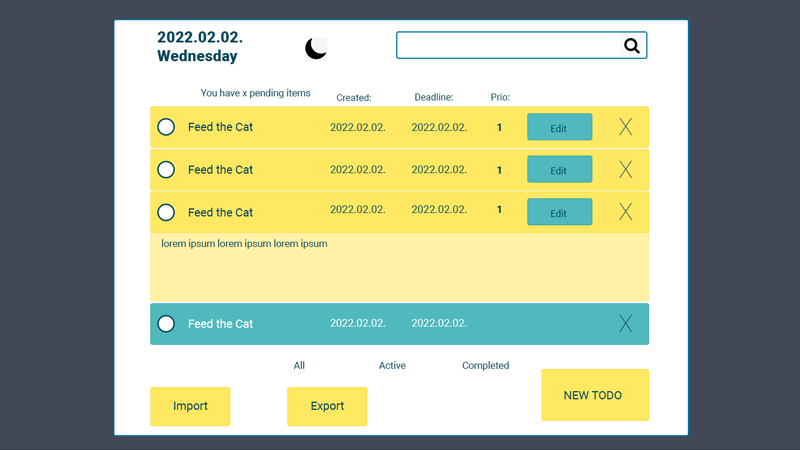 2022.02.02.
Wednesday
You have x pending items Created: Deadline: Prio:
Feed the Cat 2022.02.02. 2022.02.02. 1 Edit X
Feed the Cat 2022.02.02. 2022.02.02. 1 Edit X
Feed the Cat 2022.02.02. 2022.02.02. 1 Edit X
lorem ipsum lorem ipsum lorem ipsum
Feed the Cat 2022.02.02. 2022.02.02. X
All Active Completed
Import Export NEW TODO